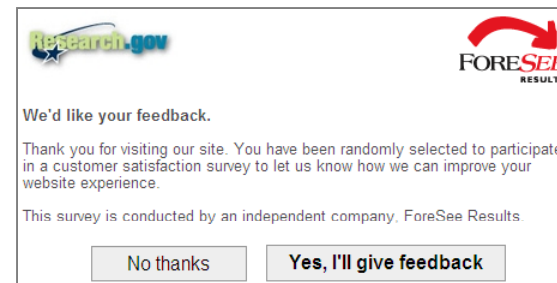 Research.gov
FORESEE
RESULT
We'd like your feedback.
Thank you for visiting our site. You have been randomly selected to participate
in a customer satisfaction survey to let us know how we can improve your
website experience.
This survey is conducted by an independent company, ForeSee Results.
No thanks
Yes, I'll give feedback